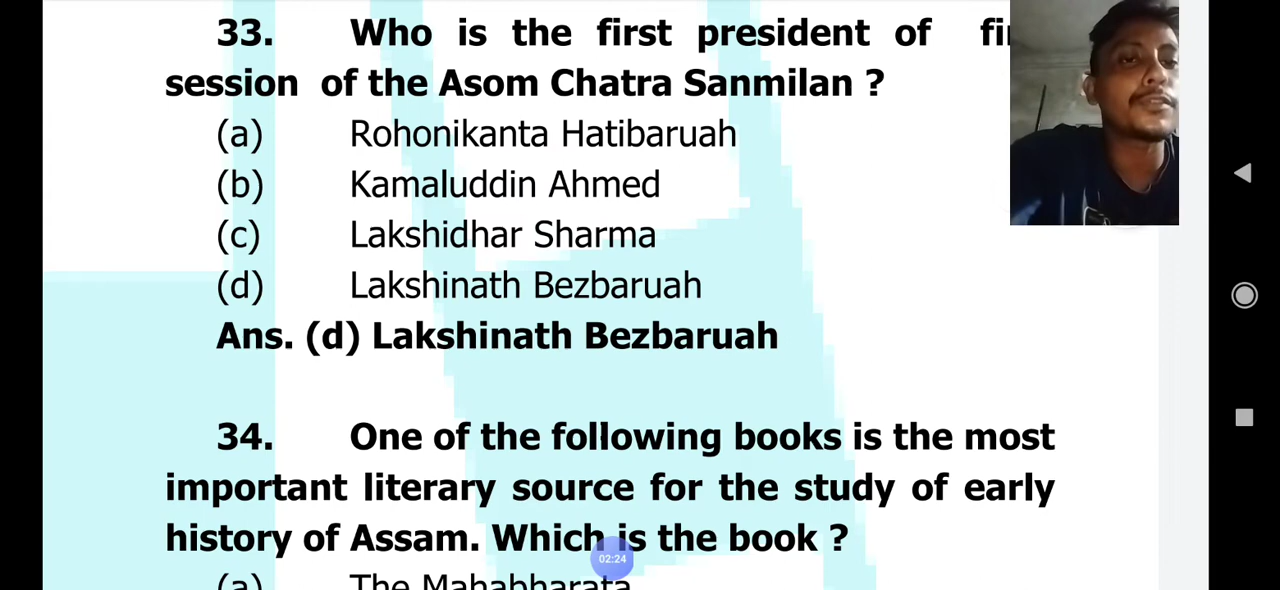 33. Who is the first president of
session of the Asom Chatra Sanmilan ?
(a) Rohonikanta Hatibaruah
(b) Kamaluddin Ahmed
(c) Lakshidhar Sharma
(d) Lakshinath Bezbaruah
Ans. (d) Lakshinath Bezbaruah
34. One of the following books is the most
important literary source for the study of early
history of Assam. Which is the book ?
02:24
(a) The Mahabharata